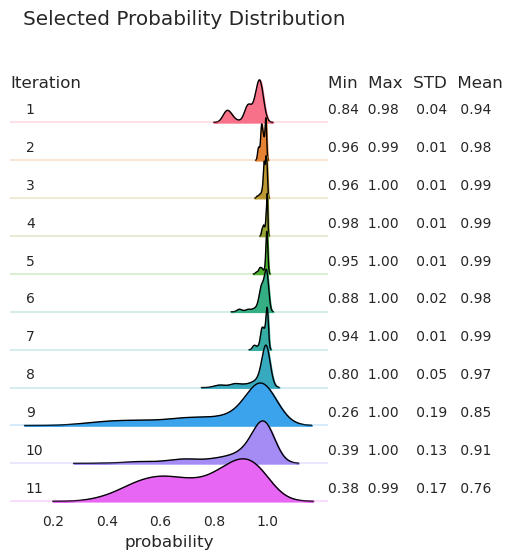 Selected Probability Distribution
Iteration Min Max STD Mean
1 0.84 0.98 0.04 0.94
2 0.96 0.99 0.01 0.98
3 0.96 1.00 0.01 0.99
4 0.98 1.00 0.01 0.99
5 0.95 1.00 0.01 0.99
6 0.88 1.00 0.02 0.98
7 0.94 1.00 0.01 0.99
8 0.80 1.00 0.05 0.97
9 0.26 1.00 0.19 0.85
10 0.39 1.00 0.13 0.91
11 0.38 0.99 0.17 0.76
0.2 0.4 0.6 0.8 1.0
probability